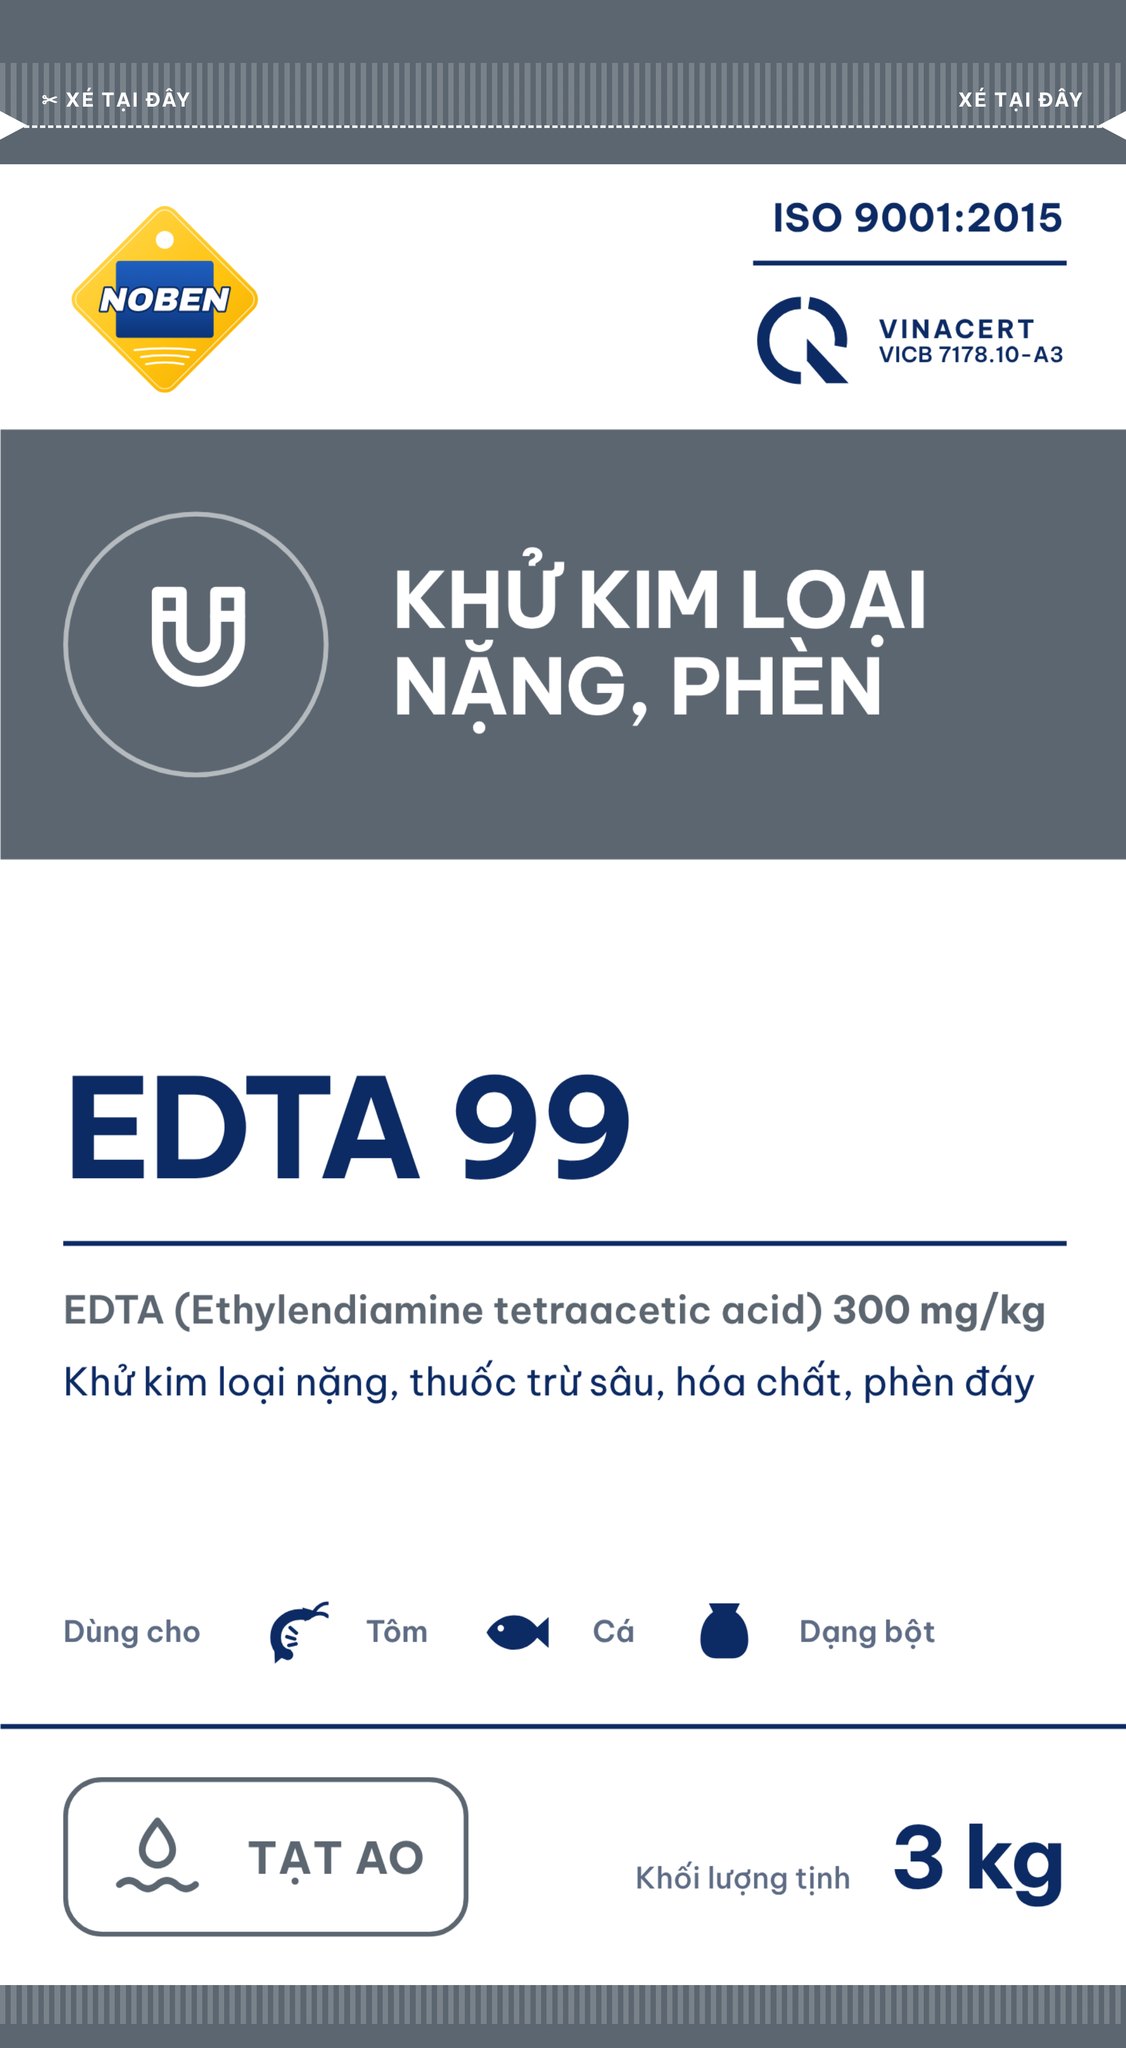 ✂ XÉ TẠI ĐÂY
XÉ TẠI ĐÂY
NOBEN
ISO 9001:2015
VINACERT
VICB 7178.10-A3
KHỬ KIM LOẠI
NẶNG, PHÈN
EDTA 99
EDTA (Ethylendiamine tetraacetic acid) 300 mg/kg
Khử kim loại nặng, thuốc trừ sâu, hóa chất, phèn đáy
Dùng cho Tôm Cá Dạng bột
TẠT AO
Khối lượng tịnh 3 kg